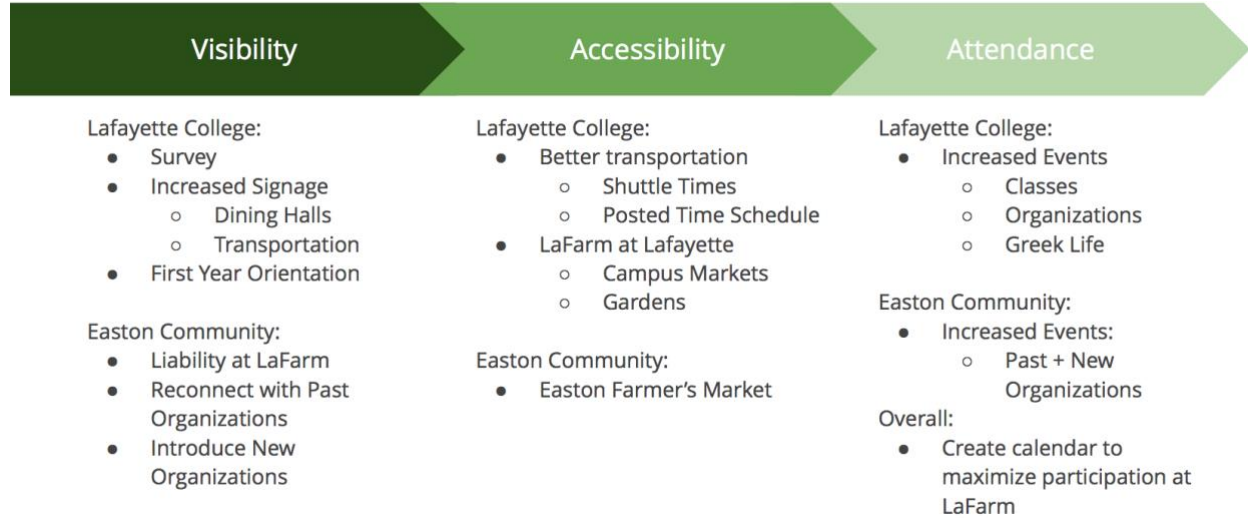 Visibility
Accessibility
Attendance
Lafayette College:
● Survey
● Increased Signage
○ Dining Halls
○ Transportation
● First Year Orientation
Easton Community:
● Liability at LaFarm
● Reconnect with Past
Organizations
● Introduce New
Organizations
Lafayette College:
● Better transportation
○ Shuttle Times
○ Posted Time Schedule
● LaFarm at Lafayette
○ Campus Markets
○ Gardens
Easton Community:
● Easton Farmer’s Market
Lafayette College:
● Increased Events
○ Classes
○ Organizations
○ Greek Life
Easton Community:
● Increased Events:
○ Past + New
Organizations
Overall:
● Create calendar to
maximize participation at
LaFarm